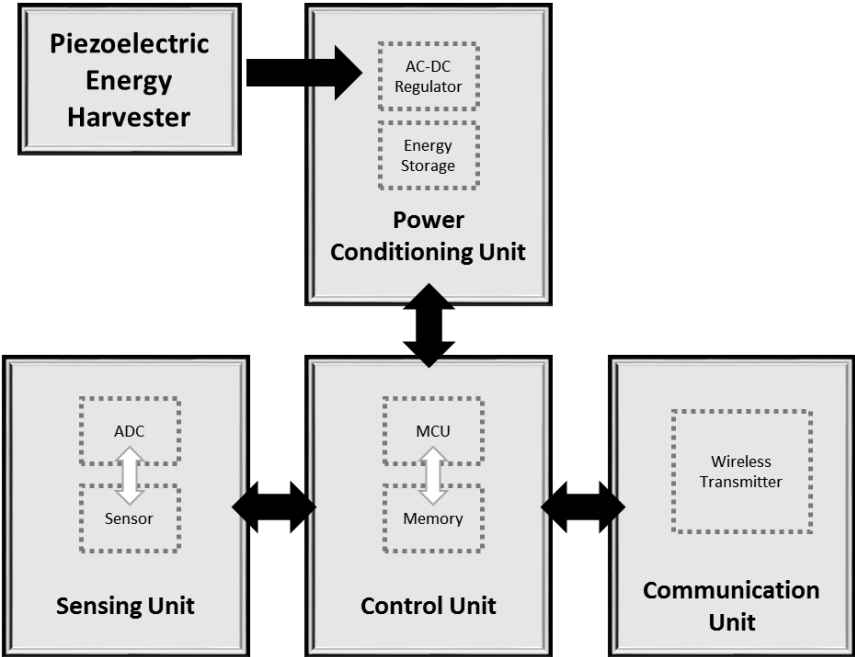 Piezoelectric
Energy
Harvester
AC-DC
Regulator
Energy
Storage
Power
Conditioning Unit
ADC
Sensor
Sensing Unit
MCU
Memory
Control Unit
Wireless
Transmitter
Communication
Unit